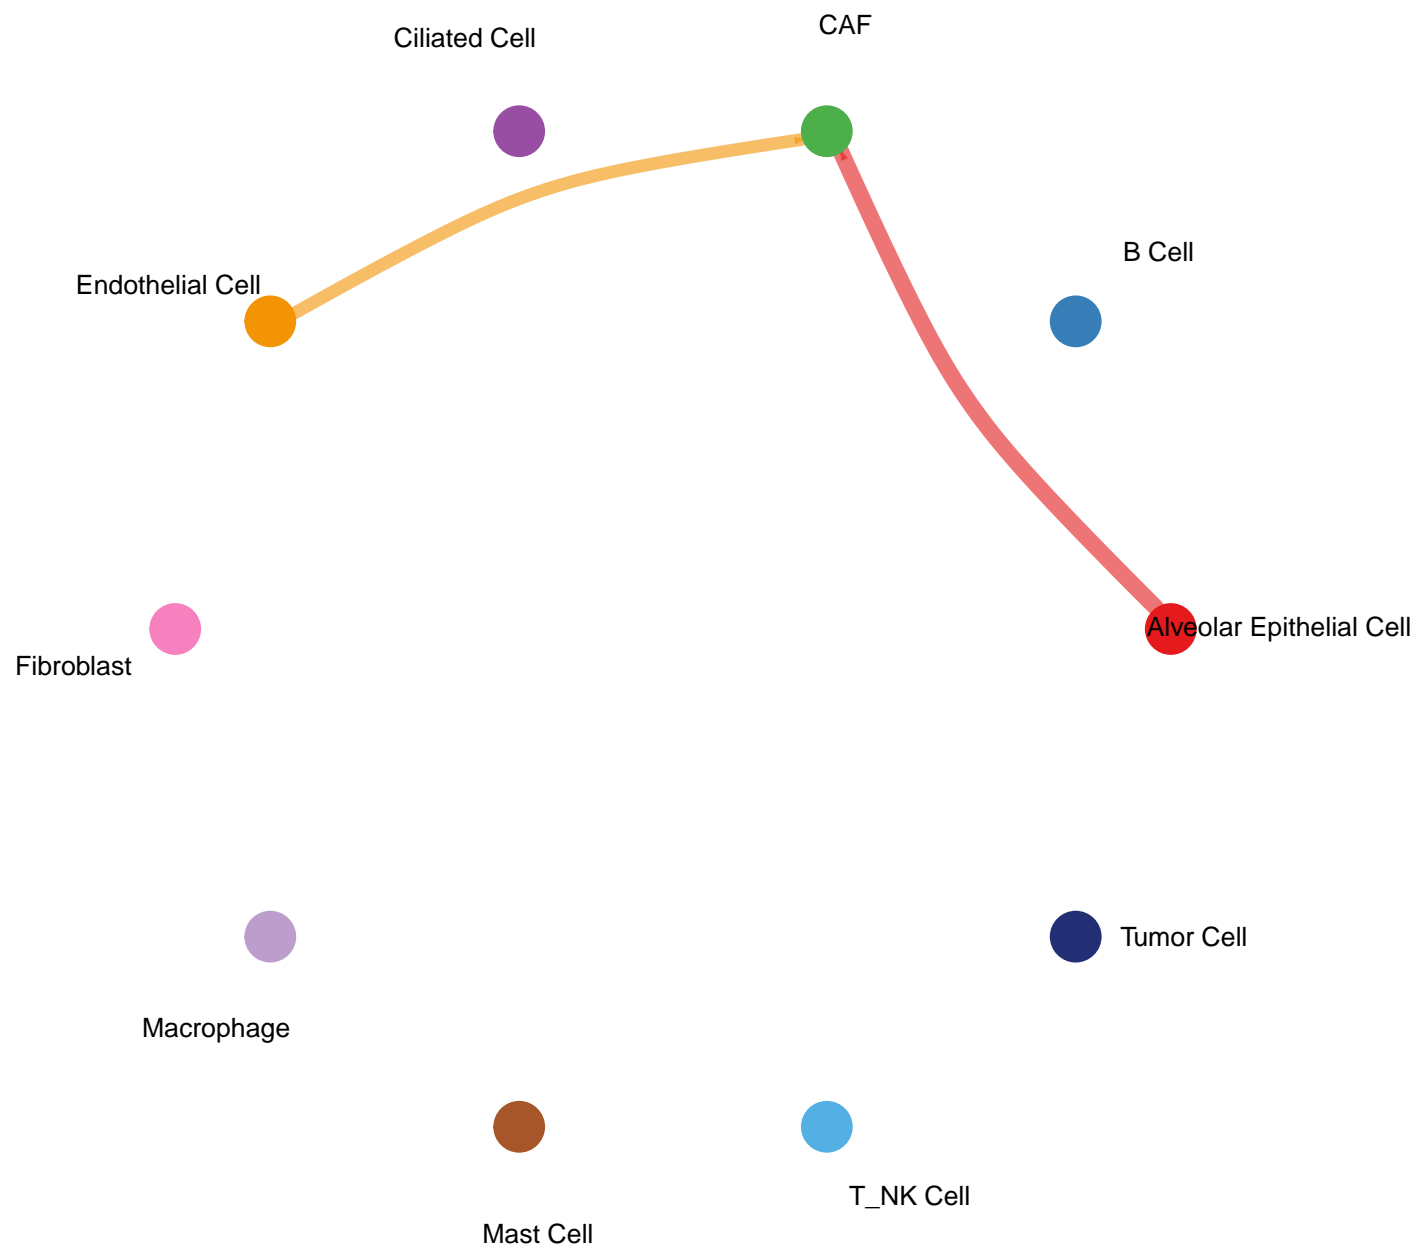 CAF
Ciliated Cell
B Cell
Endothelial Cell
Alveolar Epithelial Cell
Fibroblast
Tumor Cell
Macrophage
T_NK Cell
Mast Cell